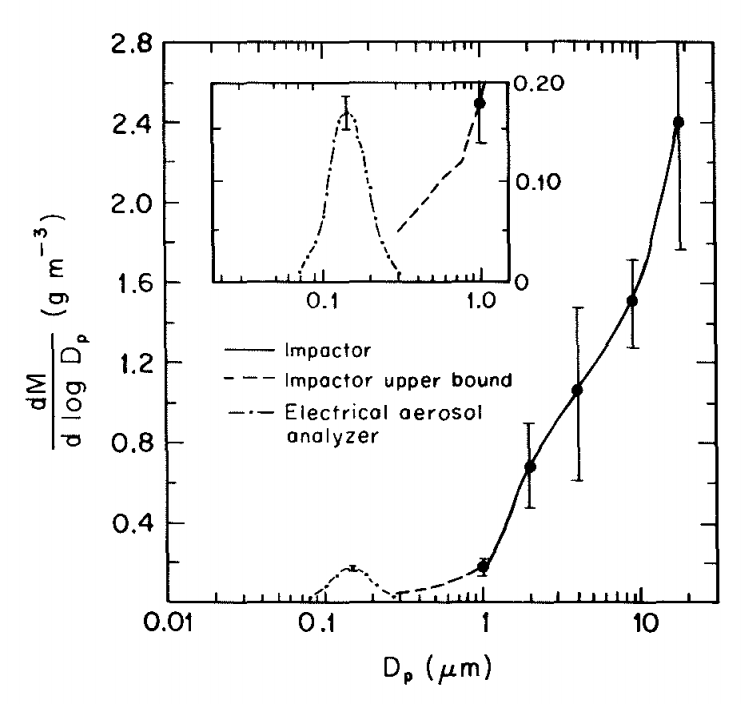 2.8
2.4
2.0
1.6
1.2
0.8
0.4
dM
d log Dp
(g m⁻³)
0.20
0.10
0
0.1
1.0
Impactor
Impactor upper bound
Electrical aerosol
analyzer
0.01
0.1
1
10
Dp (μm)